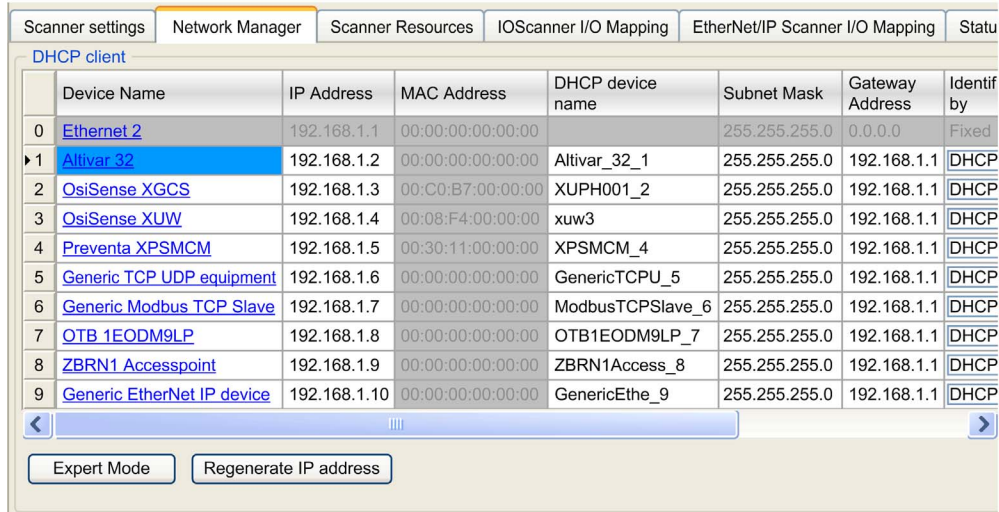 Scanner settings Network Manager Scanner Resources IOScanner I/O Mapping EtherNet/IP Scanner I/O Mapping Statu
DHCP client
Device Name IP Address MAC Address DHCP device name Subnet Mask Gateway Address Identif by
0 Ethernet 2 192.168.1.1 00:00:00:00:00:00 255.255.255.0 0.0.0.0 Fixed
1 Altivar 32 192.168.1.2 00:00:00:00:00:00 Altivar_32_1 255.255.255.0 192.168.1.1 DHCP
2 OsiSense XGCS 192.168.1.3 00:C0:B7:00:00:00 XUPH001_2 255.255.255.0 192.168.1.1 DHCP
3 OsiSense XUW 192.168.1.4 00:08:F4:00:00:00 xuw3 255.255.255.0 192.168.1.1 DHCP
4 Preventa XPSMCM 192.168.1.5 00:30:11:00:00:00 XPSMCM_4 255.255.255.0 192.168.1.1 DHCP
5 Generic TCP UDP equipment 192.168.1.6 00:00:00:00:00:00 GenericTCPU_5 255.255.255.0 192.168.1.1 DHCP
6 Generic Modbus TCP Slave 192.168.1.7 00:00:00:00:00:00 ModbusTCPSlave_6 255.255.255.0 192.168.1.1 DHCP
7 OTB 1EODM9LP 192.168.1.8 00:00:00:00:00:00 OTB1EODM9LP_7 255.255.255.0 192.168.1.1 DHCP
8 ZBRN1 Accesspoint 192.168.1.9 00:00:00:00:00:00 ZBRN1Access_8 255.255.255.0 192.168.1.1 DHCP
9 Generic EtherNet IP device 192.168.1.10 00:00:00:00:00:00 GenericEthe_9 255.255.255.0 192.168.1.1 DHCP
Expert Mode Regenerate IP address